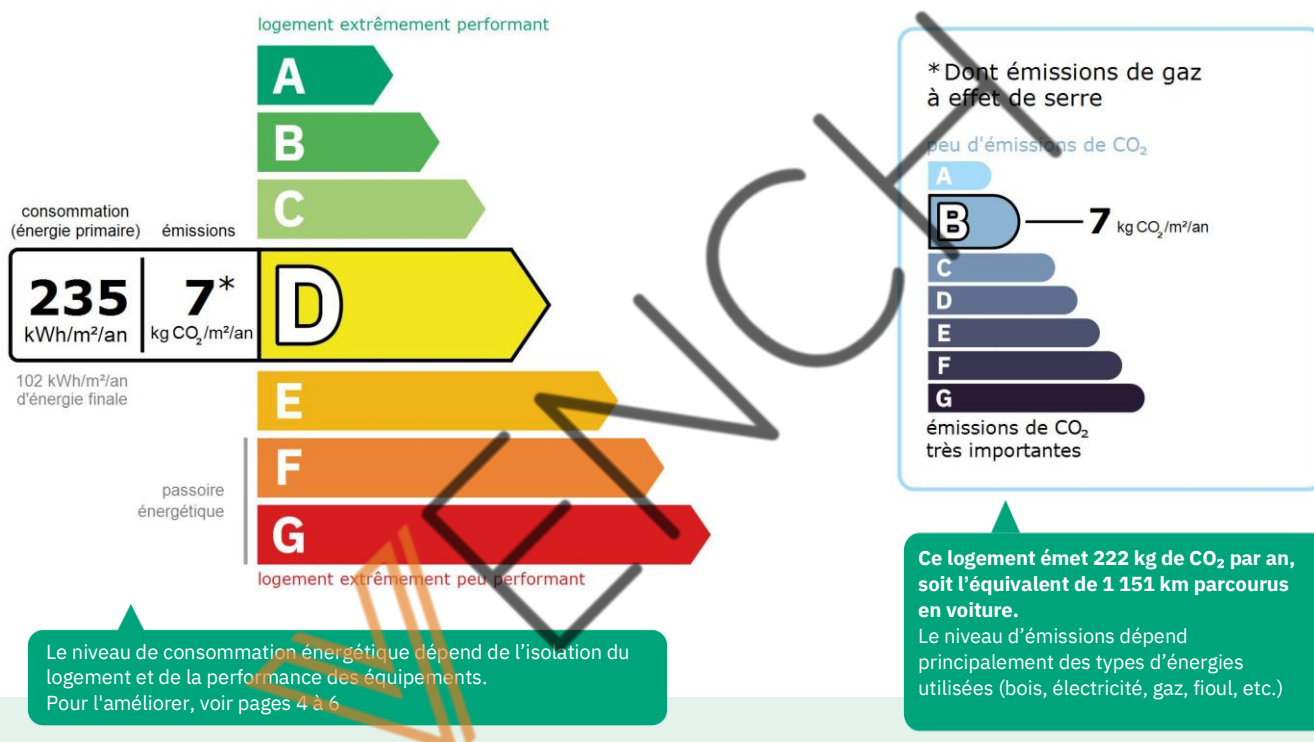 logement extrêmement performant
A
B
C
consommation
(énergie primaire)
émissions
235
kWh/m²/an
7*
kg CO₂/m²/an
D
102 kWh/m²/an
d'énergie finale
E
F
passoire
énergétique
G
logement extrêmement peu performant
Le niveau de consommation énergétique dépend de l'isolation du
logement et de la performance des équipements.
Pour l'améliorer, voir pages 4 à 6
*Dont émissions de gaz
à effet de serre
peu d'émissions de CO₂
A
B
7 kg CO₂/m²/an
C
D
E
F
G
émissions de CO₂
très importantes
Ce logement émet 222 kg de CO₂ par an,
soit l'équivalent de 1 151 km parcourus
en voiture.
Le niveau d'émissions dépend
principalement des types d'énergies
utilisées (bois, électricité, gaz, fioul, etc.)
VENCH